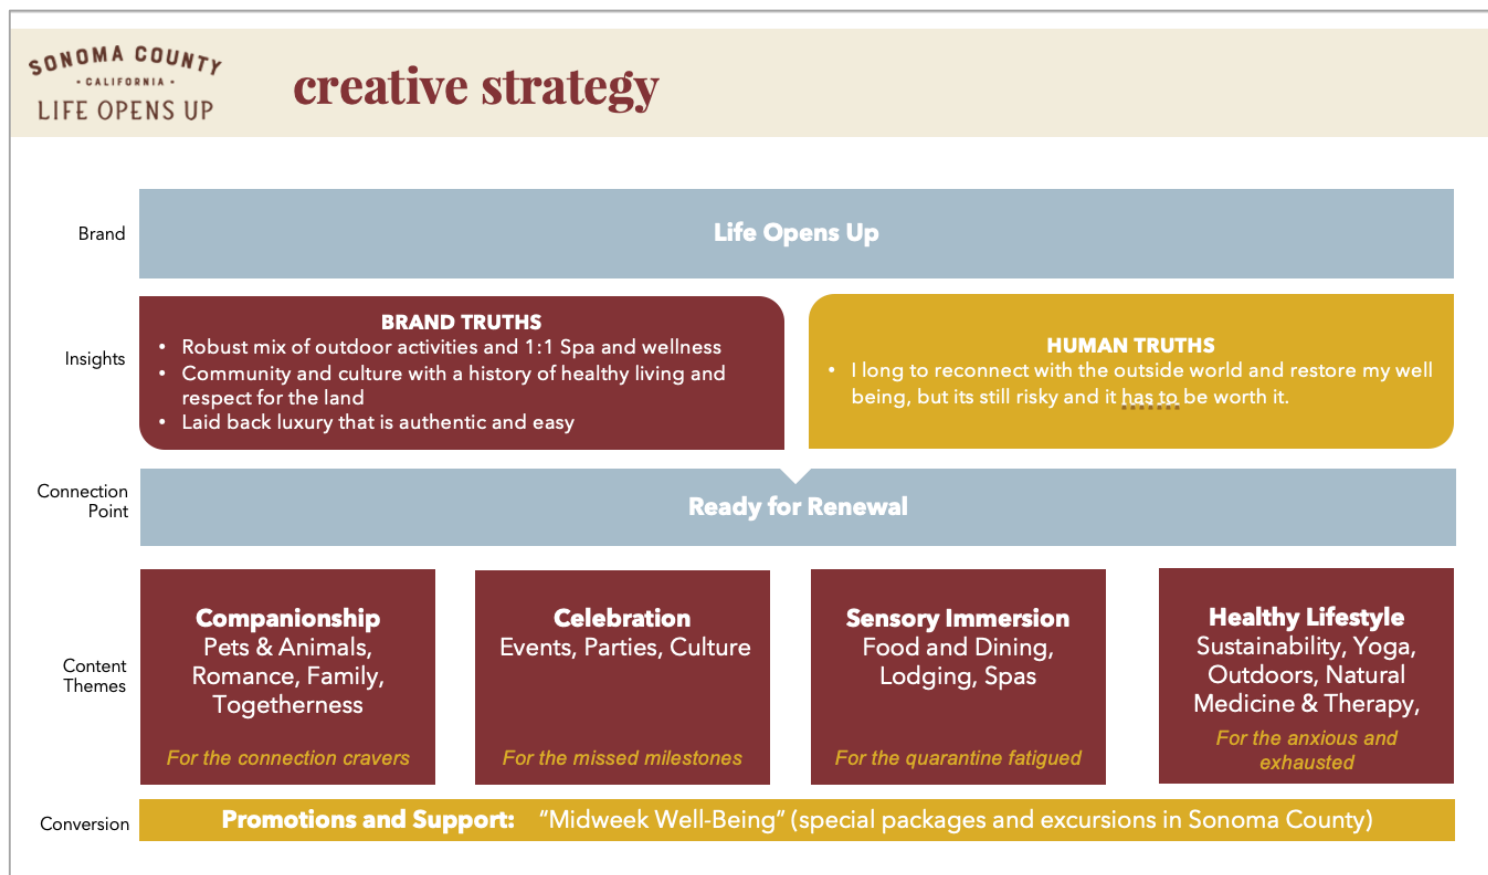 SONOMA COUNTY
- CALIFORNIA -
LIFE OPENS UP
creative strategy
Brand
Life Opens Up
Insights
BRAND TRUTHS
• Robust mix of outdoor activities and 1:1 Spa and wellness
• Community and culture with a history of healthy living and
respect for the land
• Laid back luxury that is authentic and easy
HUMAN TRUTHS
• I long to reconnect with the outside world and restore my well
being, but its still risky and it has to be worth it.
Connection
Point
Ready for Renewal
Content
Themes
Companionship
Pets & Animals,
Romance, Family,
Togetherness
For the connection cravers
Celebration
Events, Parties, Culture
For the missed milestones
Sensory Immersion
Food and Dining,
Lodging, Spas
For the quarantine fatigued
Healthy Lifestyle
Sustainability, Yoga,
Outdoors, Natural
Medicine & Therapy,
For the anxious and
exhausted
Conversion
Promotions and Support: “Midweek Well-Being” (special packages and excursions in Sonoma County)